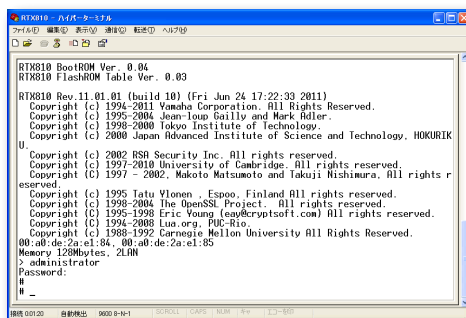 RTX810 - ハイパーターミナル
ファイル(F) 編集(E) 表示(V) 通信(C) 転送(T) ヘルプ(H)
RTX810 BootROM Ver. 0.04
RTX810 FlashROM Table Ver. 0.03
RTX810 Rev.11.01.01 (build 10) (Fri Jun 24 17:22:33 2011)
Copyright (c) 1994-2011 Yamaha Corporation. All Rights Reserved.
Copyright (c) 1995-2004 Jean-loup Gailly and Mark Adler.
Copyright (c) 1998-2000 Tokyo Institute of Technology.
Copyright (c) 2000 Japan Advanced Institute of Science and Technology, HOKURIK
U.
Copyright (c) 2002 RSA Security Inc. All rights reserved.
Copyright (c) 1997-2010 University of Cambridge. All rights reserved.
Copyright (C) 1997 - 2002, Makoto Matsumoto and Takuji Nishimura, All rights r
eserved.
Copyright (c) 1995 Tatu Ylonen , Espoo, Finland All rights reserved.
Copyright (c) 1998-2004 The OpenSSL Project.  All rights reserved.
Copyright (C) 1995-1998 Eric Young (eay@cryptsoft.com) All rights reserved.
Copyright (C) 1994-2008 Lua.org, PUC-Rio.
Copyright (c) 1988-1992 Carnegie Mellon University All Rights Reserved.
00:a0:de:2a:e1:84, 00:a0:de:2a:e1:85
Memory 128Mbytes, 2LAN
> administrator
Password:
#
# _
接続 0:01:20 自動検出 9600 8-N-1 SCROLL CAPS NUM キャ エコーを印